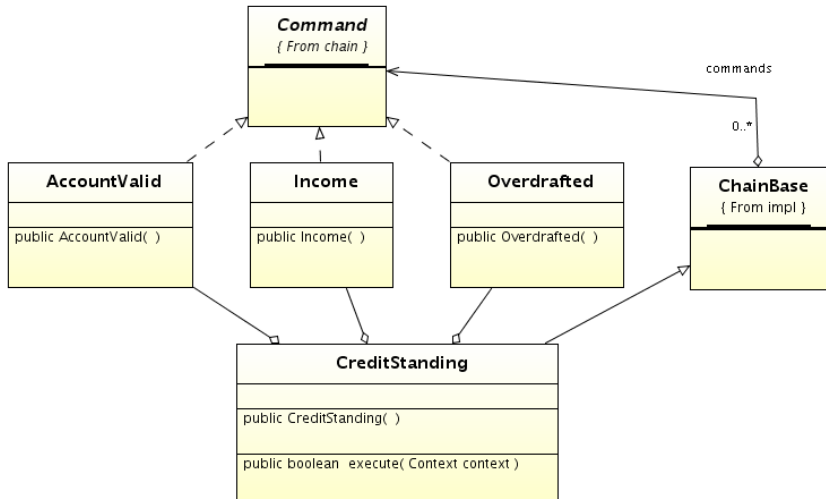 Command
{ From chain }
commands
0..*
AccountValid
public AccountValid( )
Income
public Income( )
Overdrafted
public Overdrafted( )
ChainBase
{ From impl }
CreditStanding
public CreditStanding( )
public boolean execute( Context context )